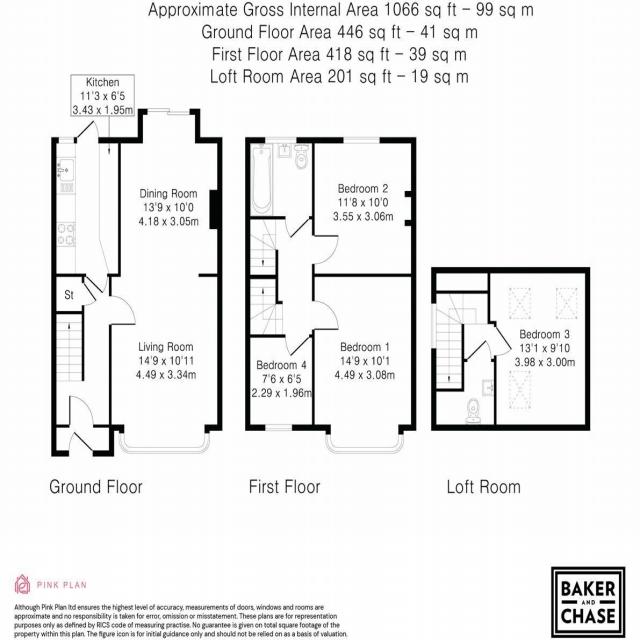 Approximate Gross Internal Area 1066 sq ft – 99 sq m
Ground Floor Area 446 sq ft – 41 sq m
First Floor Area 418 sq ft – 39 sq m
Loft Room Area 201 sq ft – 19 sq m
Kitchen
11'3 x 6'5
3.43 x 1.95m
Dining Room
13'9 x 10'0
4.18 x 3.05m
St
Living Room
14'9 x 10'11
4.49 x 3.34m
Ground Floor
Bedroom 2
11'8 x 10'0
3.55 x 3.06m
Bedroom 1
14'9 x 10'1
4.49 x 3.08m
Bedroom 4
7'6 x 6'5
2.29 x 1.96m
First Floor
Bedroom 3
13'1 x 9'10
3.98 x 3.00m
Loft Room
PINK PLAN
Although Pink Plan ltd ensures the highest level of accuracy, measurements of doors, windows and rooms are
approximate and no responsibility is taken for error, omission or misstatement. These plans are for representation
purposes only as defined by RICS code of measuring practise. No guarantee is given on total square footage of the
property within this plan. The figure icon is for initial guidance only and should not be relied on as a basis of valuation.
BAKER
AND
CHASE